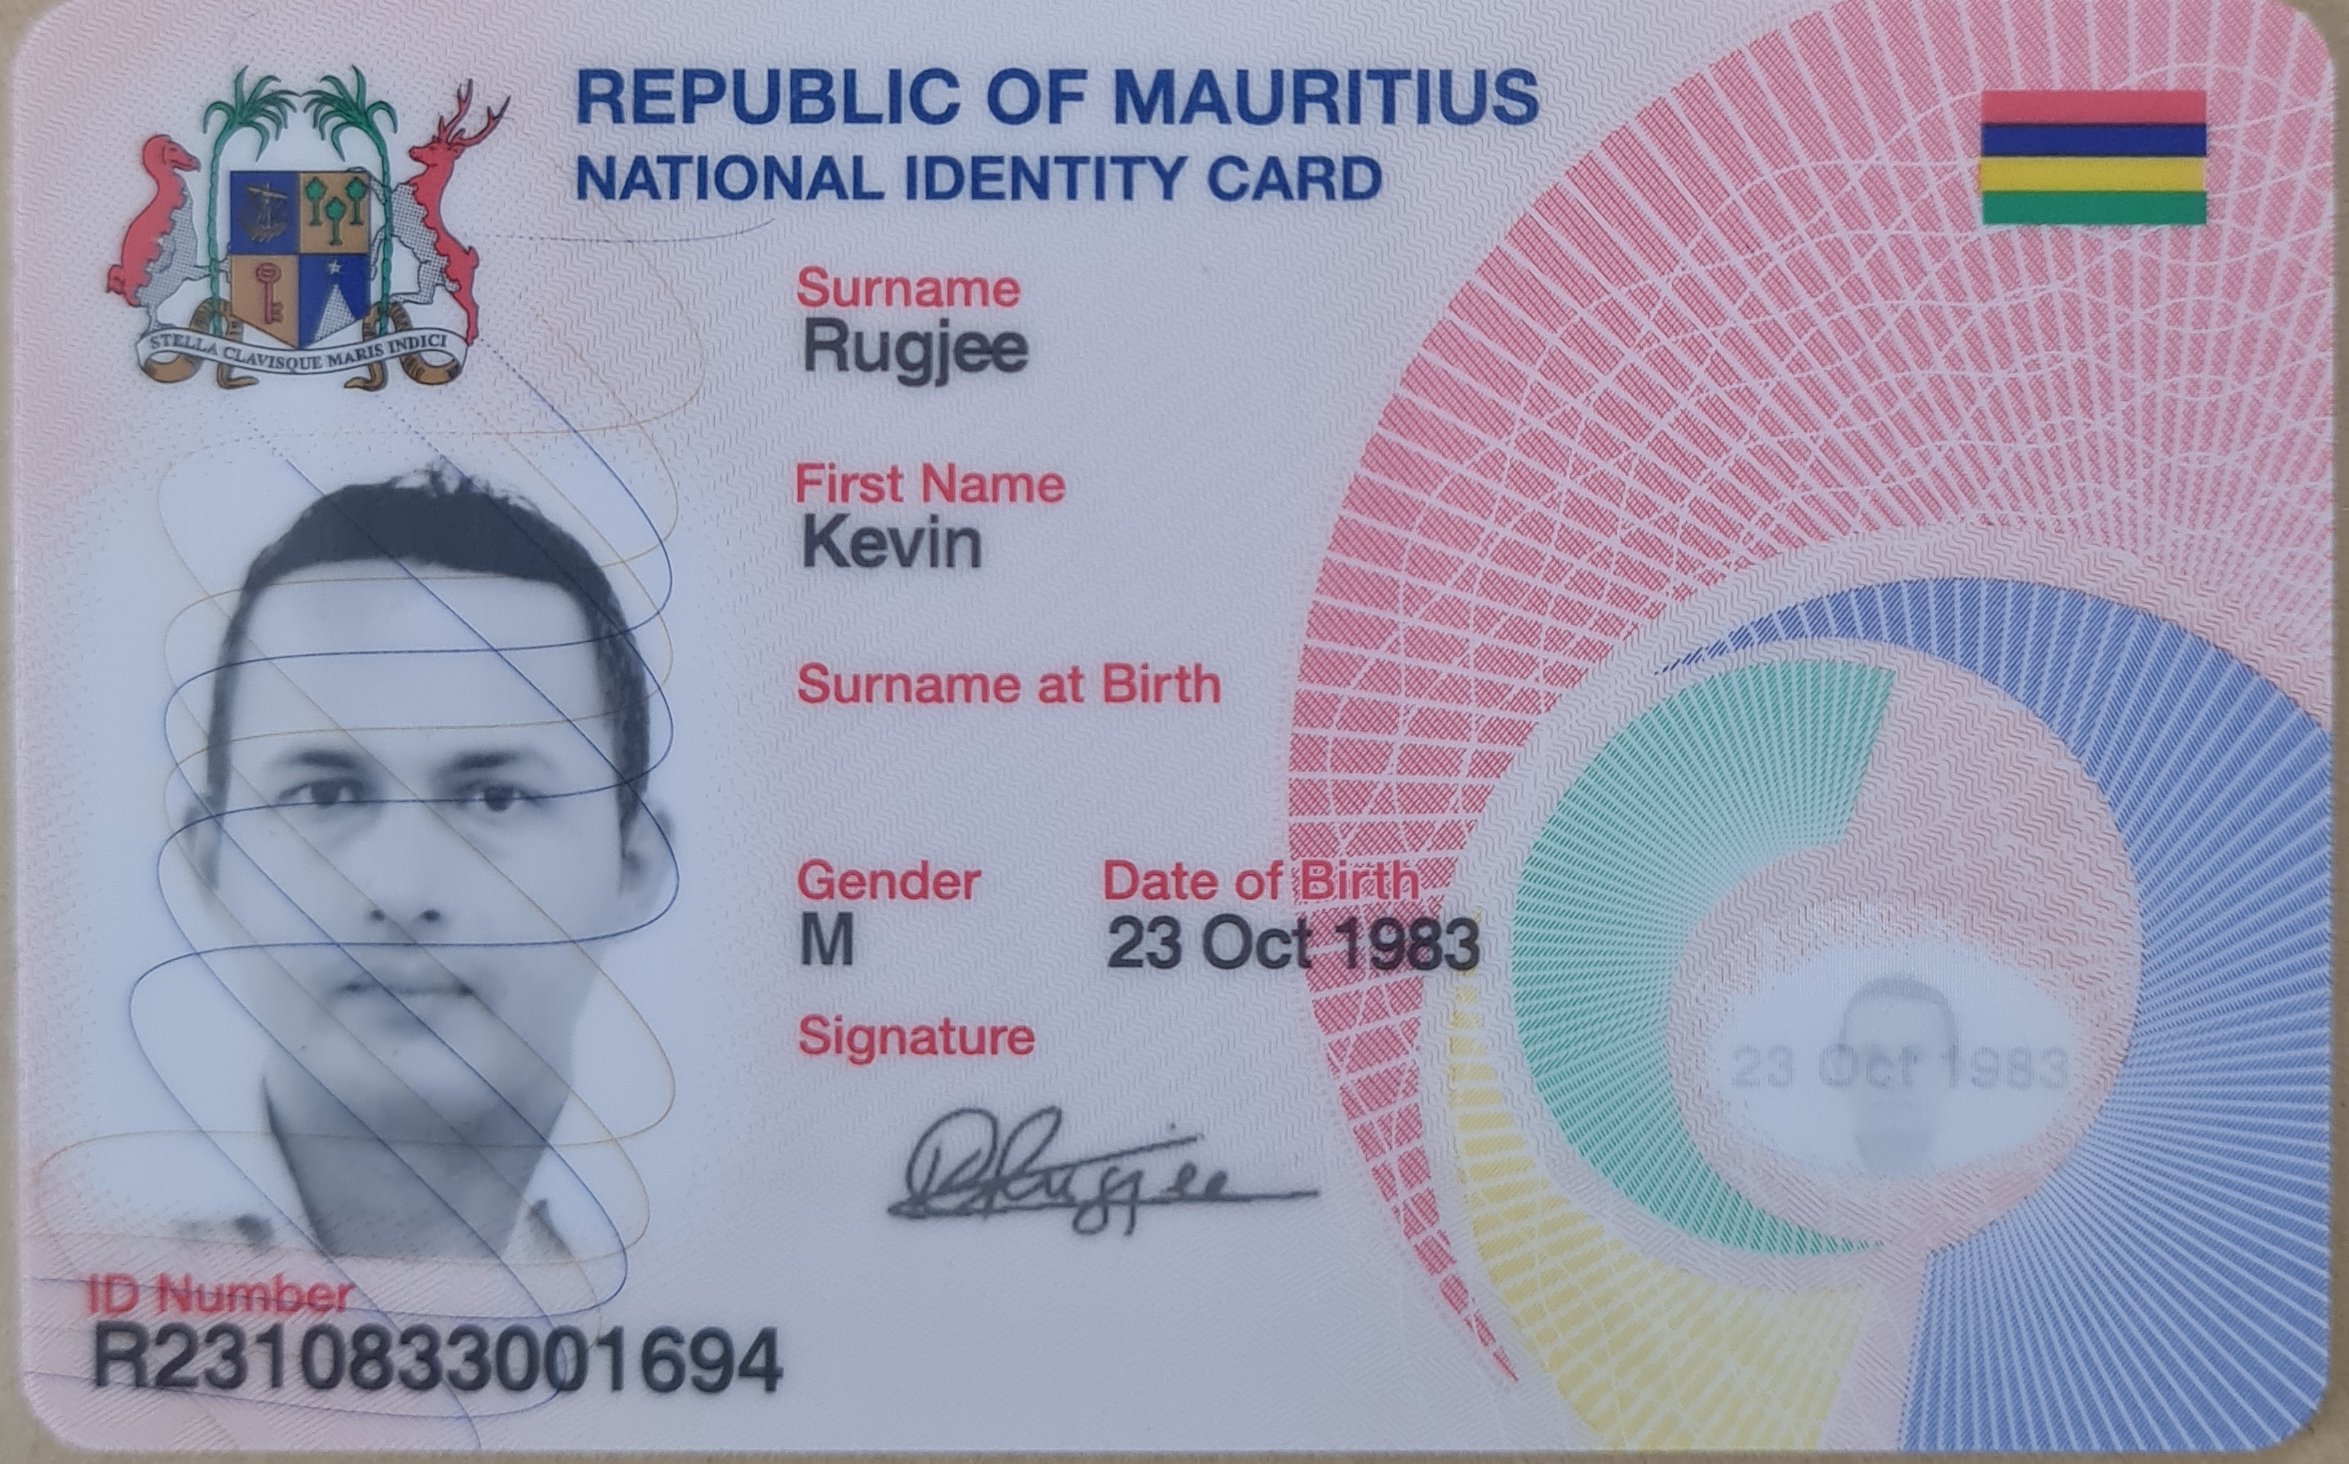 REPUBLIC OF MAURITIUS
NATIONAL IDENTITY CARD
STELLA CLAVISQUE MARIS INDICI
Surname
Rugjee
First Name
Kevin
Surname at Birth
Gender Date of Birth
M 23 Oct 1983
23 Oct 1983
Signature
Rugjee
ID Number
R2310833001694